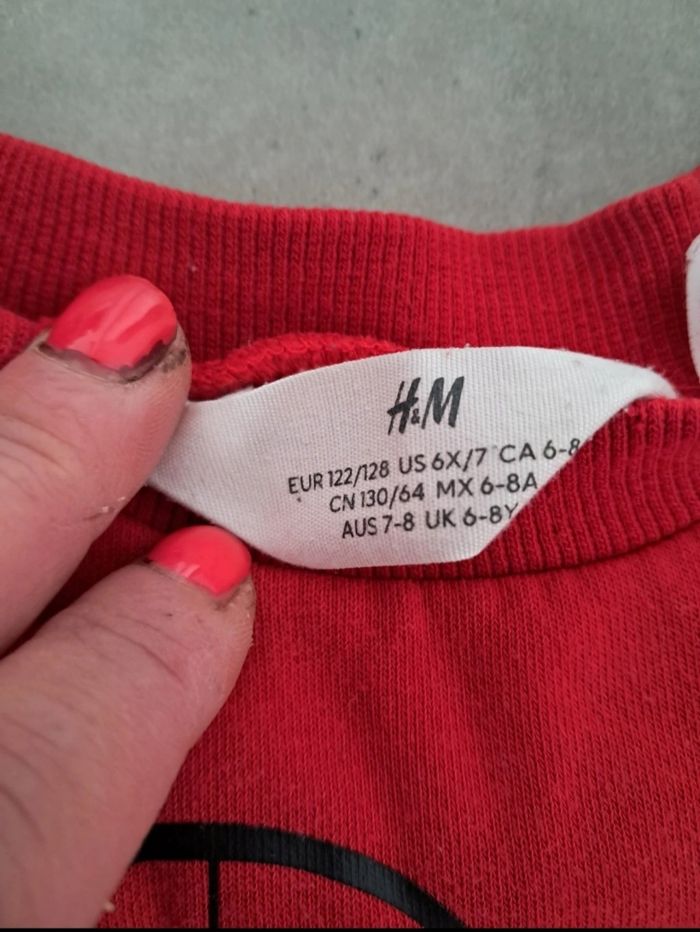 H&M
EUR 122/128 US 6X/7 CA 6-8
CN 130/64 MX 6-8A
AUS 7-8 UK 6-8Y